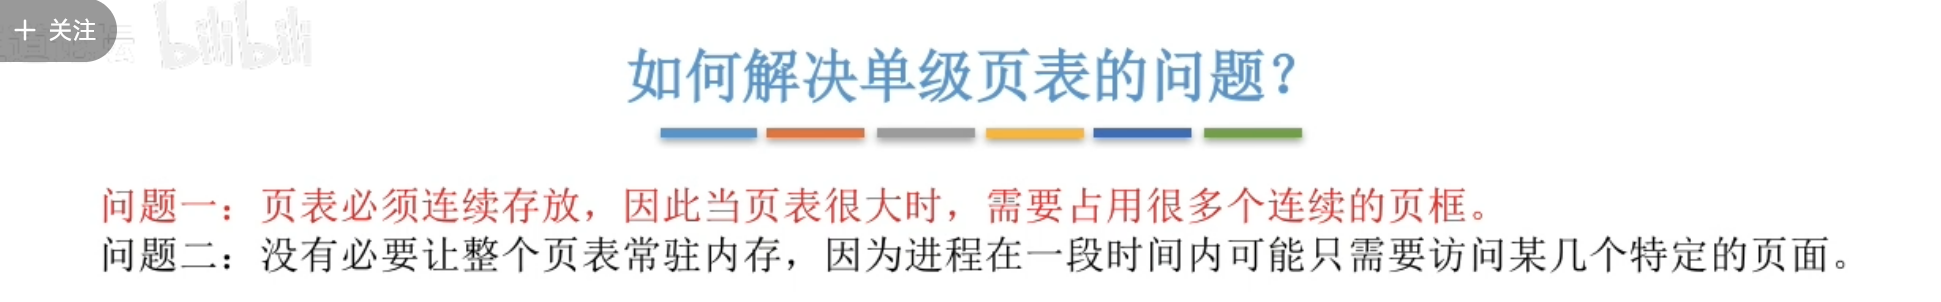 + 关注
bilibili
如何解决单级页表的问题？
问题一：页表必须连续存放，因此当页表很大时，需要占用很多个连续的页框。
问题二：没有必要让整个页表常驻内存，因为进程在一段时间内可能只需要访问某几个特定的页面。